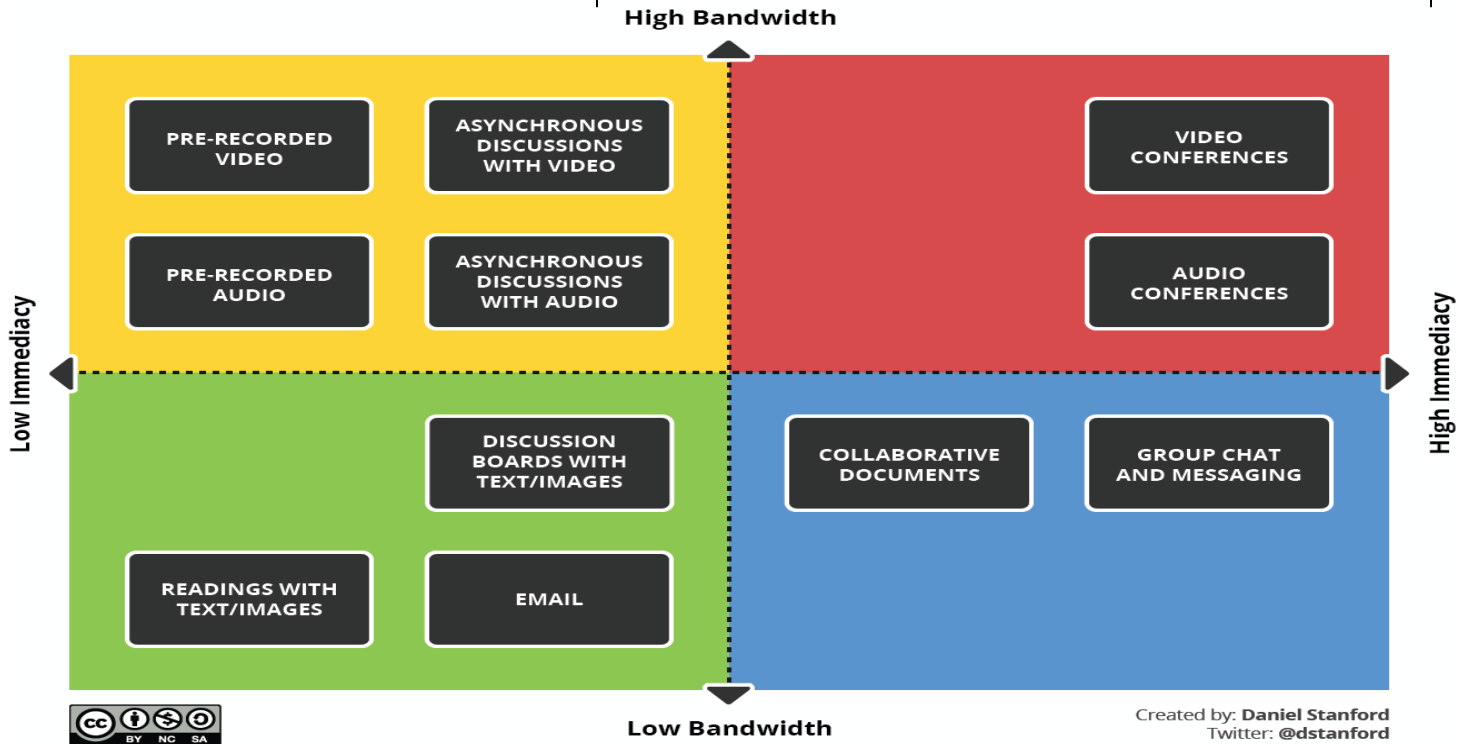 High Bandwidth
PRE-RECORDED
VIDEO
ASYNCHRONOUS
DISCUSSIONS
WITH VIDEO
VIDEO
CONFERENCES
PRE-RECORDED
AUDIO
ASYNCHRONOUS
DISCUSSIONS
WITH AUDIO
AUDIO
CONFERENCES
Low Immediacy
High Immediacy
DISCUSSION
BOARDS WITH
TEXT/IMAGES
COLLABORATIVE
DOCUMENTS
GROUP CHAT
AND MESSAGING
READINGS WITH
TEXT/IMAGES
EMAIL
cc
BY NC SA
Low Bandwidth
Created by: Daniel Stanford
Twitter: @dstanford